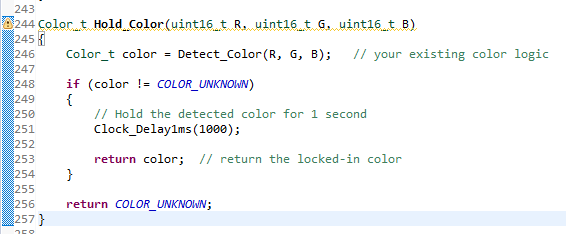 243
244 Color_t Hold_Color(uint16_t R, uint16_t G, uint16_t B)
245 {
246     Color_t color = Detect_Color(R, G, B);   // your existing color logic
247
248     if (color != COLOR_UNKNOWN)
249     {
250         // Hold the detected color for 1 second
251         Clock_Delay1ms(1000);
252
253         return color;  // return the locked-in color
254     }
255
256     return COLOR_UNKNOWN;
257 }
258